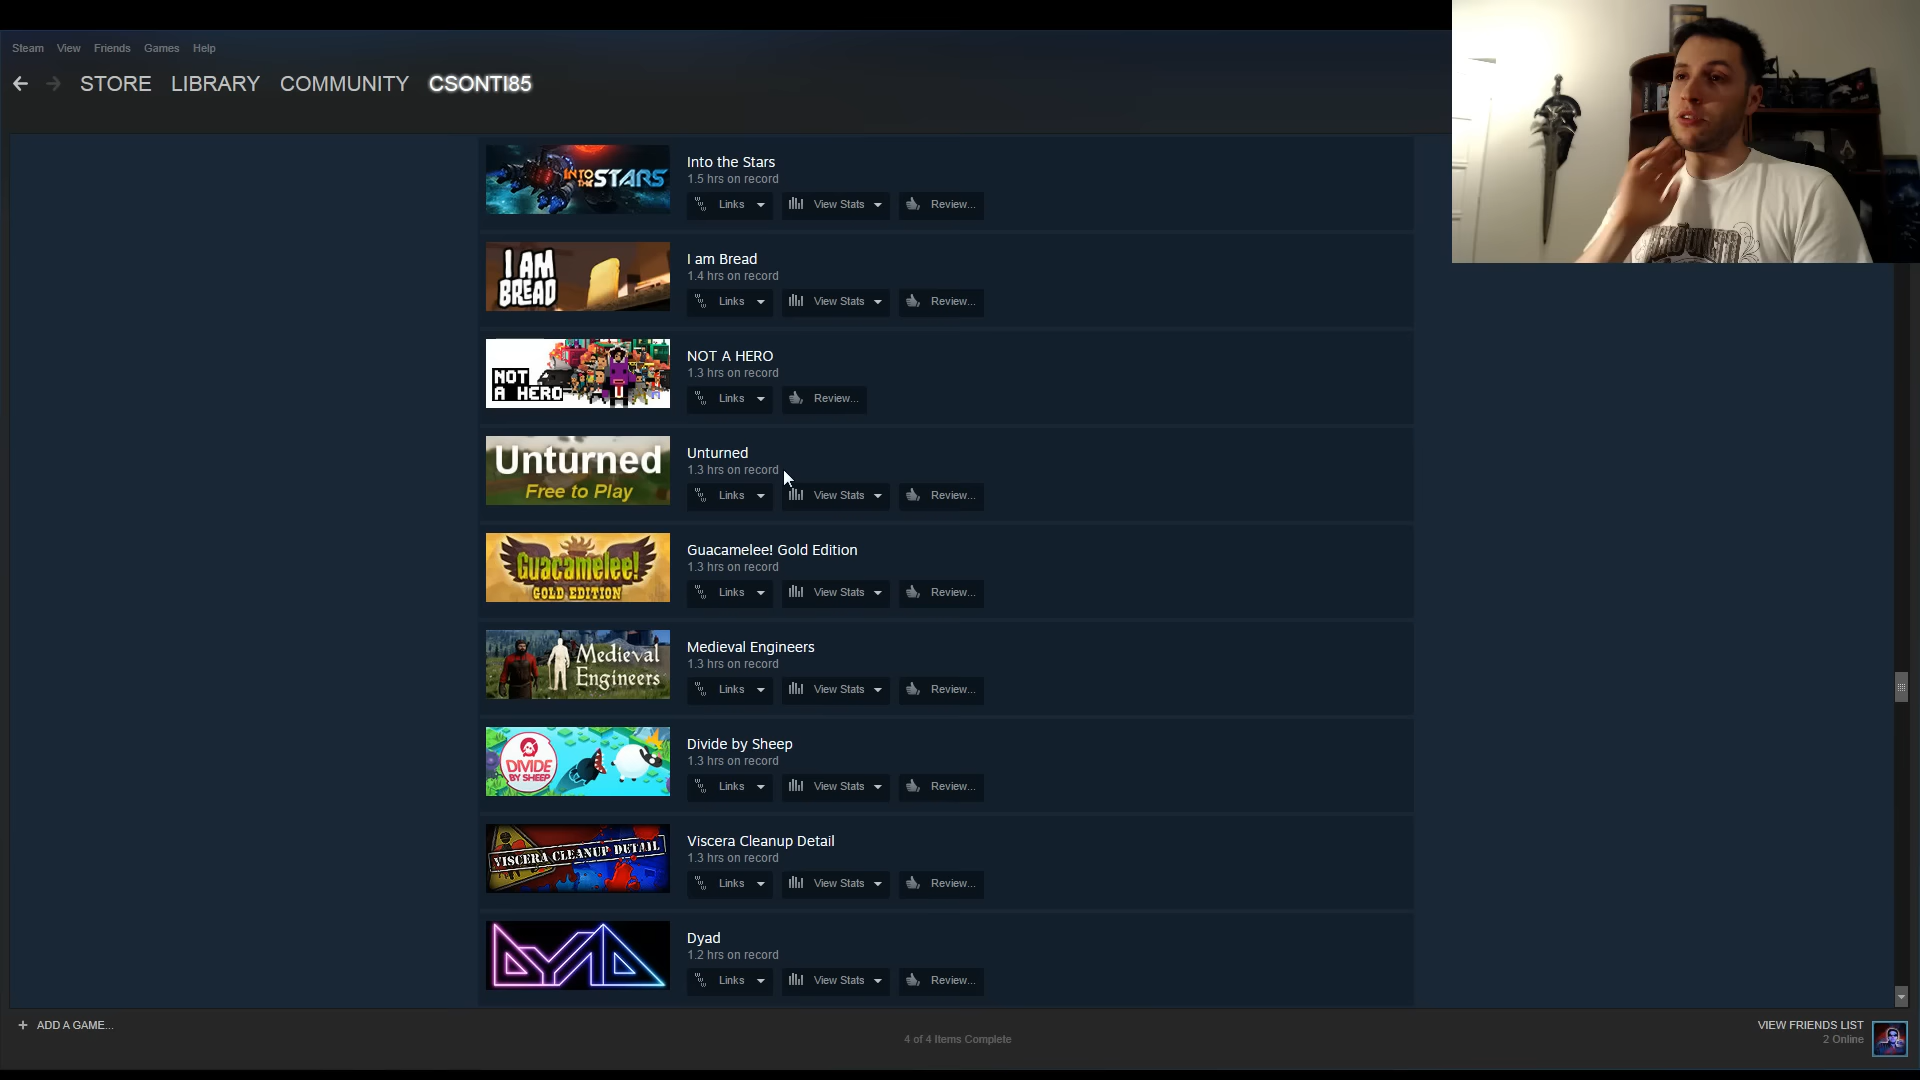 Steam View Friends Games Help
STORE LIBRARY COMMUNITY CSONTI85
INTO THE STARS
Into the Stars
1.5 hrs on record
Links View Stats Review...
I AM BREAD
I am Bread
1.4 hrs on record
Links View Stats Review...
NOT A HERO
NOT A HERO
1.3 hrs on record
Links Review...
Unturned
Free to Play
Unturned
1.3 hrs on record
Links View Stats Review...
Guacamelee!
GOLD EDITION
Guacamelee! Gold Edition
1.3 hrs on record
Links View Stats Review...
Medieval
Engineers
Medieval Engineers
1.3 hrs on record
Links View Stats Review...
DIVIDE
BY SHEEP
Divide by Sheep
1.3 hrs on record
Links View Stats Review...
VISCERA CLEANUP DETAIL
Viscera Cleanup Detail
1.3 hrs on record
Links View Stats Review...
DYAD
Dyad
1.2 hrs on record
Links View Stats Review...
+ ADD A GAME...
4 of 4 Items Complete
VIEW FRIENDS LIST
2 Online